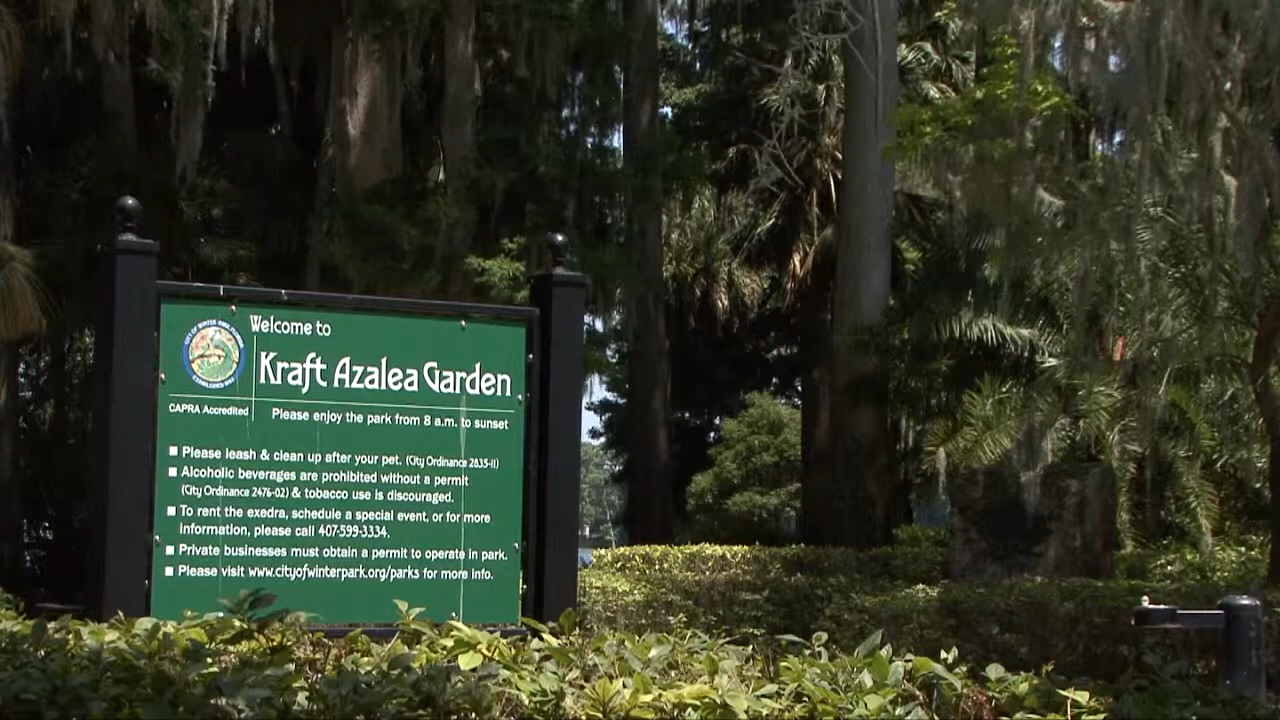 Welcome to
Kraft Azalea Garden
CAPRA Accredited
Please enjoy the park from 8 a.m. to sunset
Please leash & clean up after your pet. (City Ordinance 2835-11)
Alcoholic beverages are prohibited without a permit
(City Ordinance 2476-02) & tobacco use is discouraged.
To rent the exedra, schedule a special event, or for more
information, please call 407-599-3334.
Private businesses must obtain a permit to operate in park.
Please visit www.cityofwinterpark.org/parks for more info.